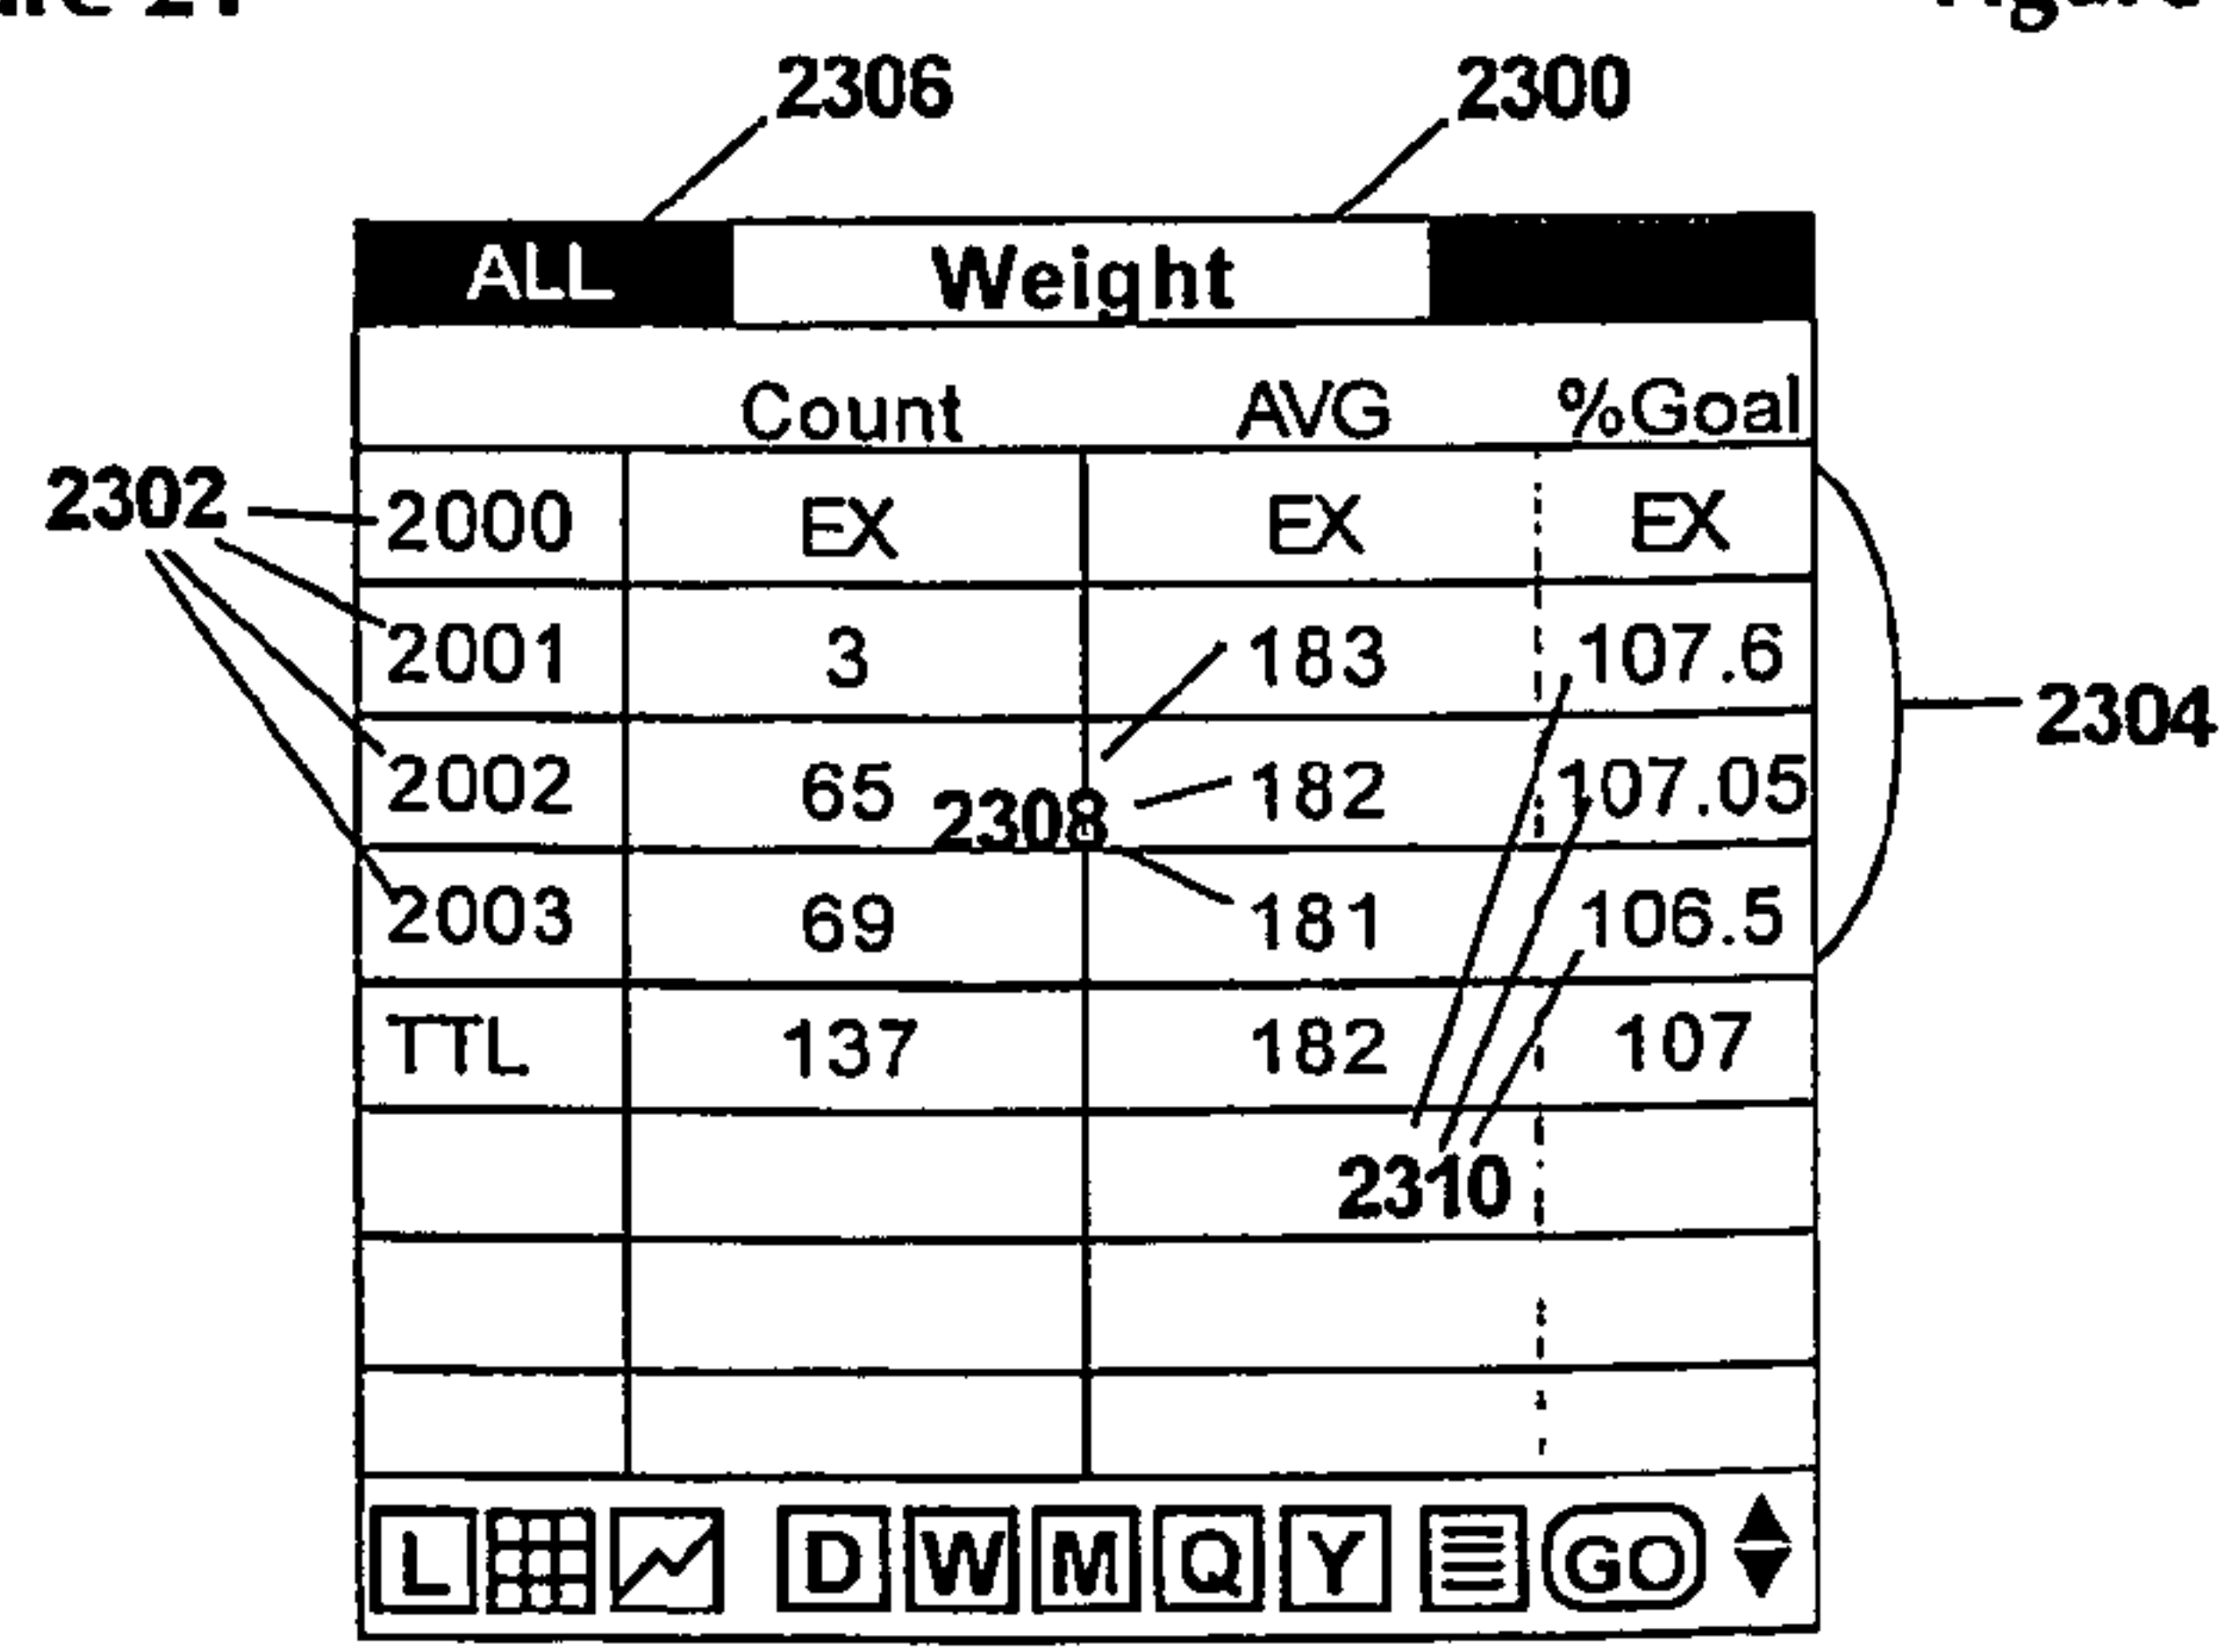 2306 2300
ALL Weight
Count AVG %Goal
2302 2000 EX EX EX
2001 3 183 107.6
2304
2002 65 182 107.05
2308
2003 69 181 106.5
TTL 137 182 107
2310
L D W M Q Y GO